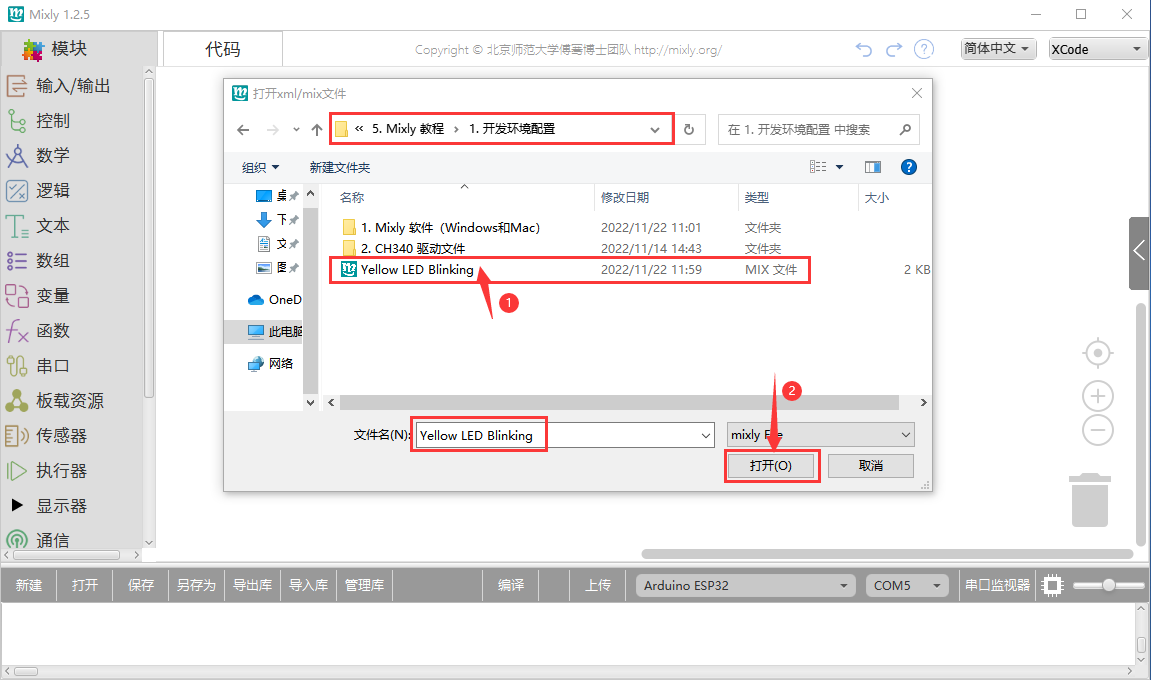 Mixly 1.2.5
模块
代码
Copyright © 北京师范大学傅骞博士团队 http://mixly.org/
简体中文
XCode
输入/输出
控制
数学
逻辑
文本
数组
变量
函数
串口
板载资源
传感器
执行器
显示器
通信
打开xml/mix文件
« 5. Mixly 教程 › 1. 开发环境配置
在 1. 开发环境配置 中搜索
组织
新建文件夹
桌
下
文
图
OneD
此电脑
网络
名称 修改日期 类型 大小
1. Mixly 软件（Windows和Mac） 2022/11/22 11:01 文件夹
2. CH340 驱动文件 2022/11/14 14:43 文件夹
Yellow LED Blinking 2022/11/22 11:59 MIX 文件 2 KB
1
2
文件名(N): Yellow LED Blinking
mixly File
打开(O) 取消
新建 打开 保存 另存为 导出库 导入库 管理库 编译 上传 Arduino ESP32 COM5 串口监视器